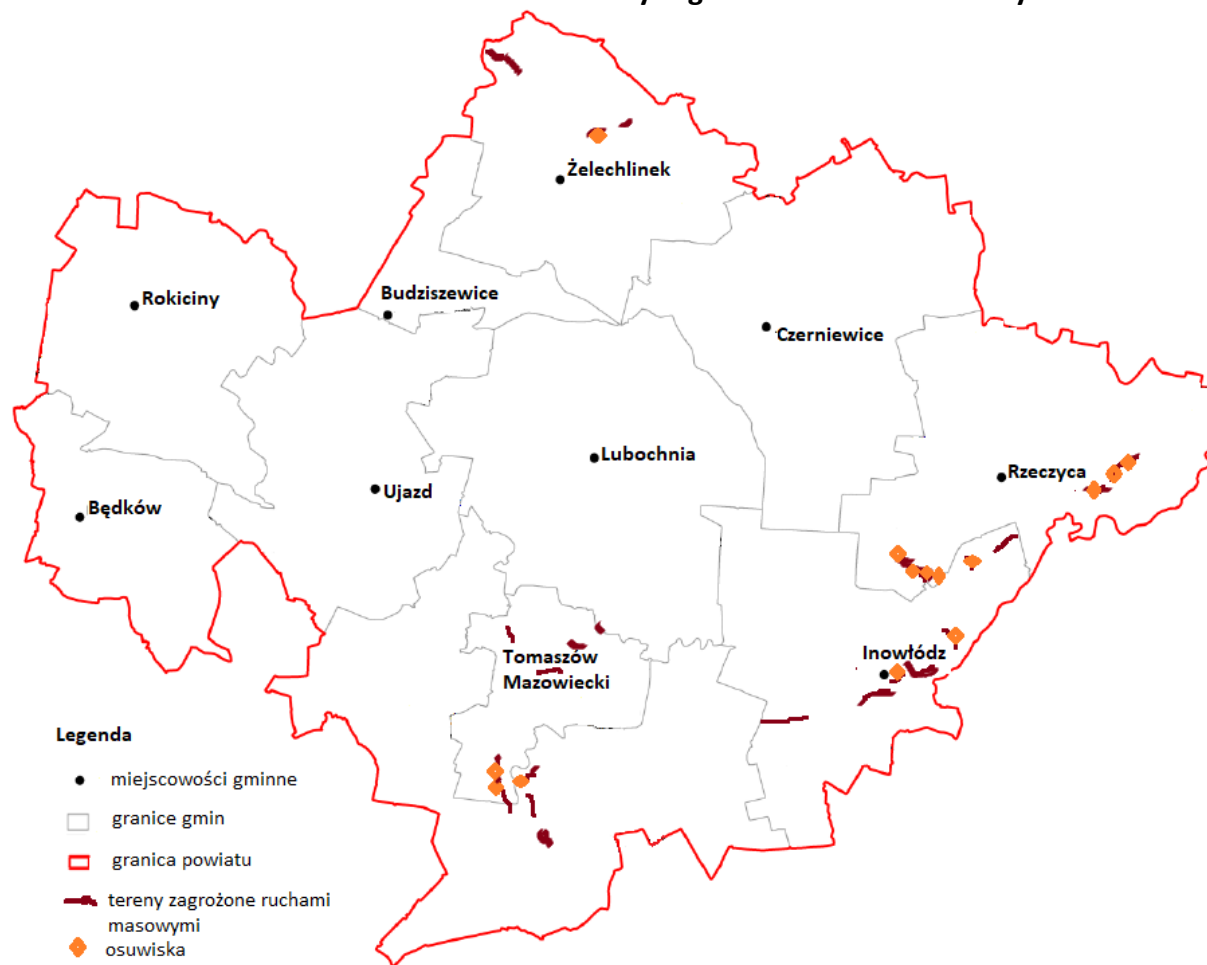 Żelechlinek
Rokiciny
Budziszewice
Czerniewice
Lubochnia
Rzeczyca
Ujazd
Będków
Tomaszów
Mazowiecki
Inowłódz
Legenda
miejscowości gminne
granice gmin
granica powiatu
tereny zagrożone ruchami
masowymi
osuwiska